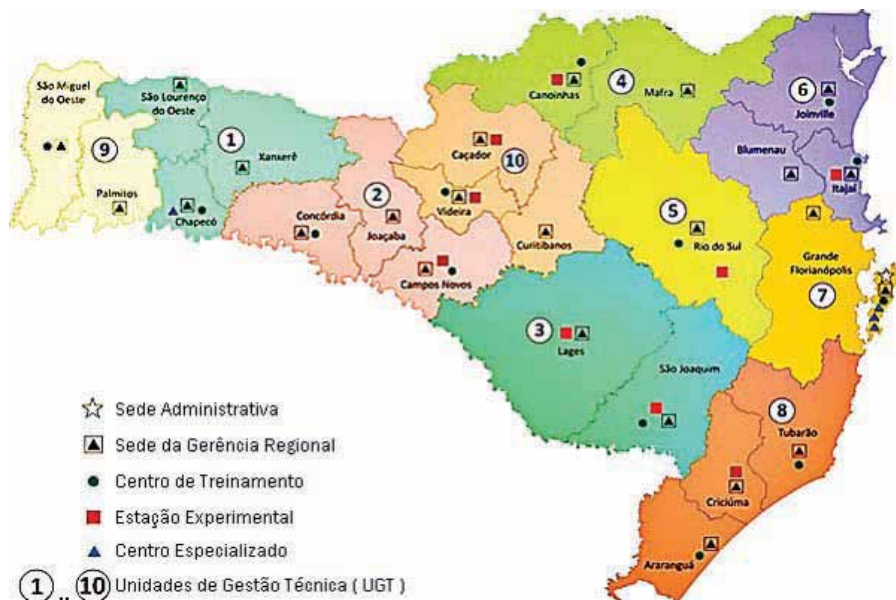 São Miguel
do Oeste
São Lourenço
do Oeste
1
Xanxerê
9
Palmitos
Chapecó
Concórdia
2
Joaçaba
Campos Novos
Caçador
10
Videira
Curitibanos
Canoinhas
4
Mafra
6
Joinville
Blumenau
Itajaí
5
Rio do Sul
Grande
Florianópolis
7
3
Lages
São Joaquim
8
Tubarão
Criciúma
Araranguá
Sede Administrativa
Sede da Gerência Regional
Centro de Treinamento
Estação Experimental
Centro Especializado
1 .. 10 Unidades de Gestão Técnica ( UGT )